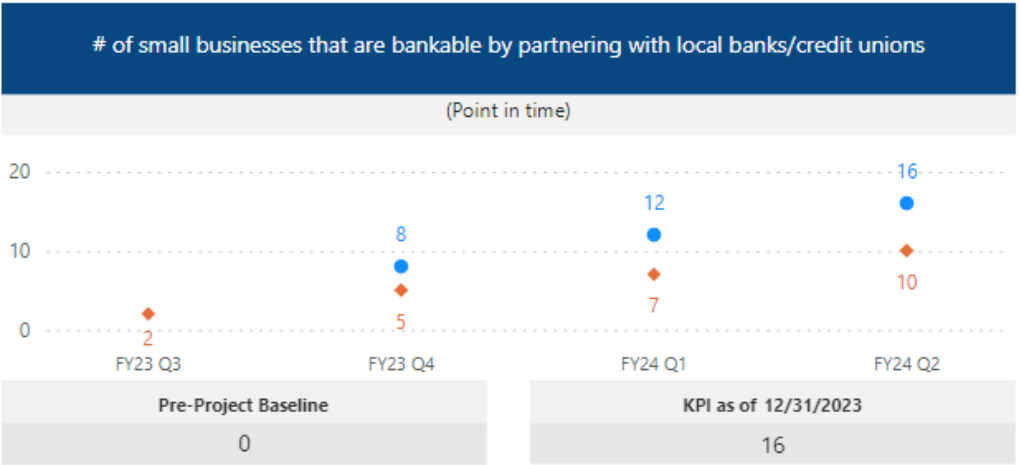 # of small businesses that are bankable by partnering with local banks/credit unions
(Point in time)
20
16
12
8
10
10
7
5
2
0
FY23 Q3 FY23 Q4 FY24 Q1 FY24 Q2
Pre-Project Baseline KPI as of 12/31/2023
0 16